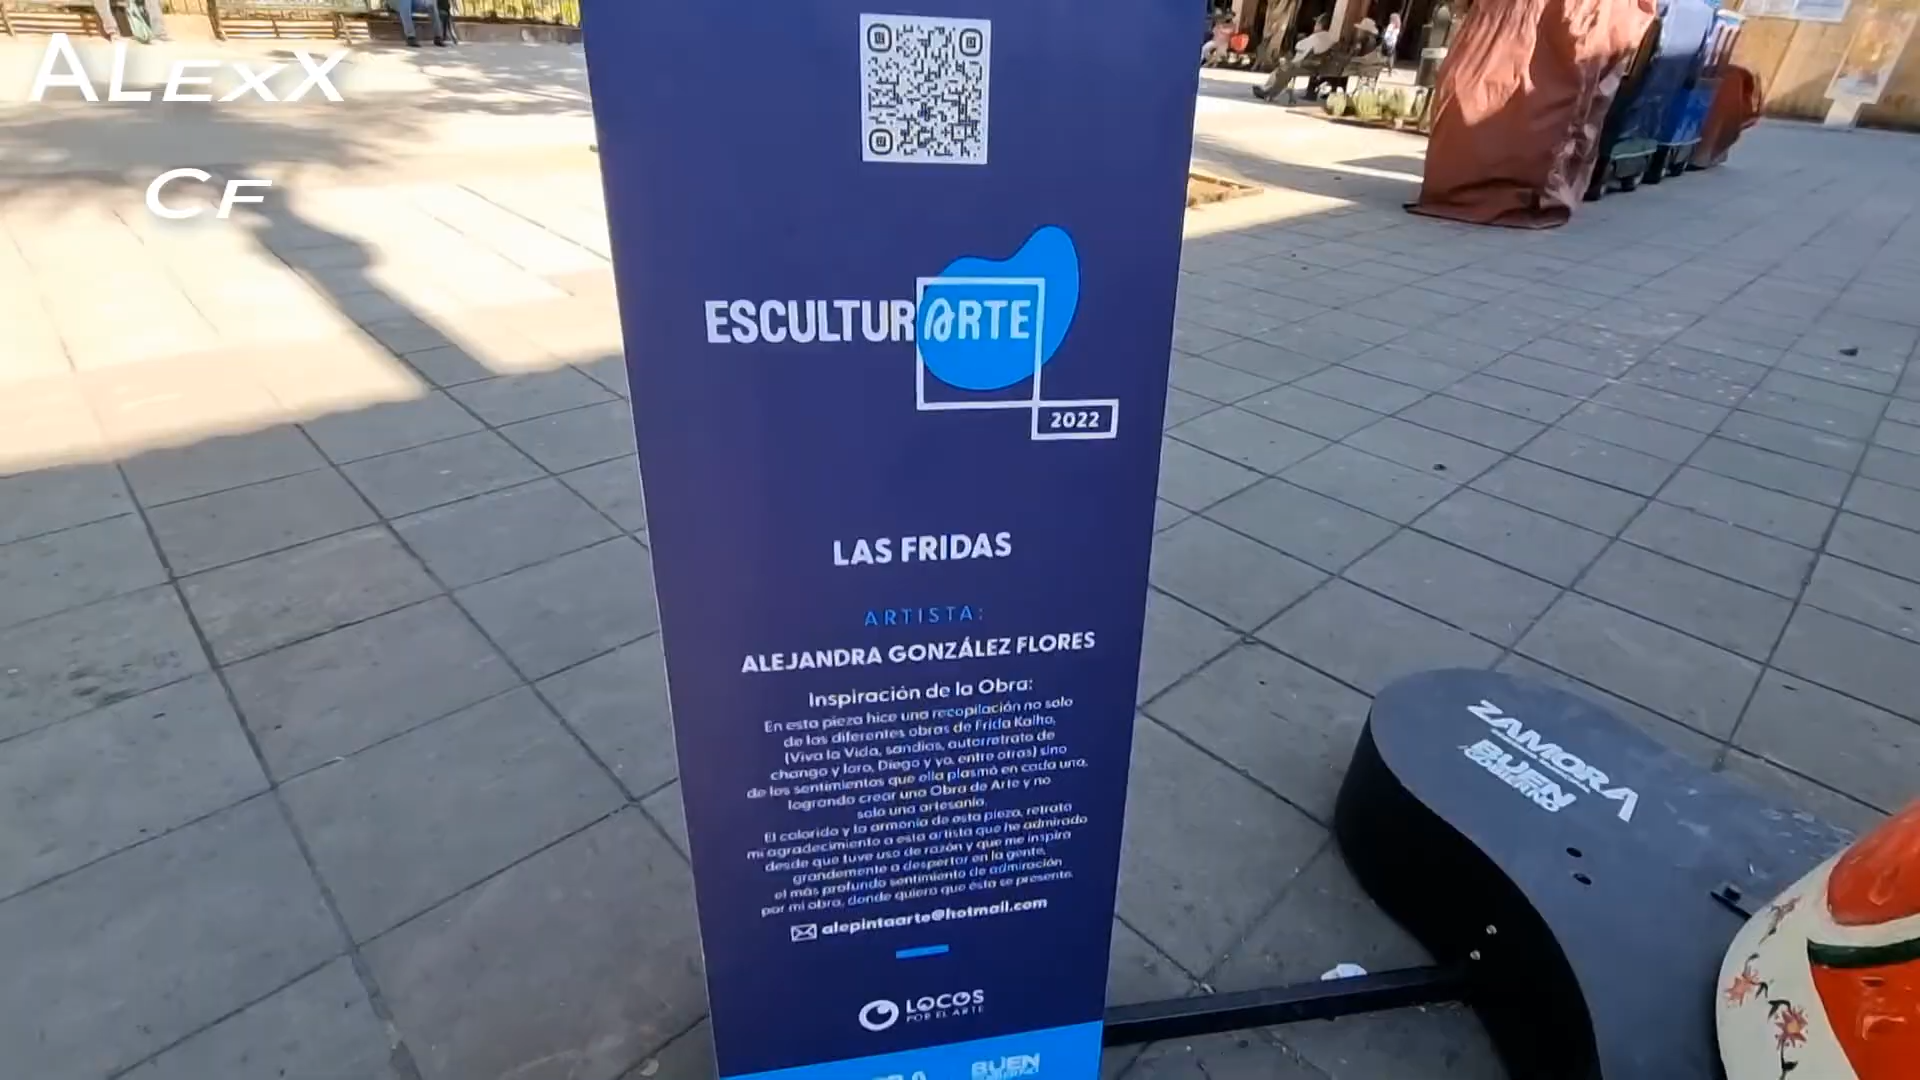 ALEXX
CF
ESCULTURARTE
2022
LAS FRIDAS
ARTISTA:
ALEJANDRA GONZÁLEZ FLORES
Inspiración de la Obra:
En esta pieza hice una recopilación no solo
de las diferentes obras de Frida Kalho,
(Viva la Vida, sandías, autorretrato de
chango y loro, Diego y yo, entre otras) sino
de los sentimientos que ella plasmó en cada una,
logrando crear una Obra de Arte y no
solo una artesanía.
El colorido y la armonía de esta pieza, retrata
mi agradecimiento a esta artista que he admirado
desde que tuve uso de razón y que me inspira
grandemente a despertar en la gente,
el más profundo sentimiento de admiración
por mi obra, donde quiera que ésta se presente.
alepintaarte@hotmail.com
LOCOS
POR EL ARTE
BUEN
GOBIERNO
ZAMORA
BUEN
GOBIERNO